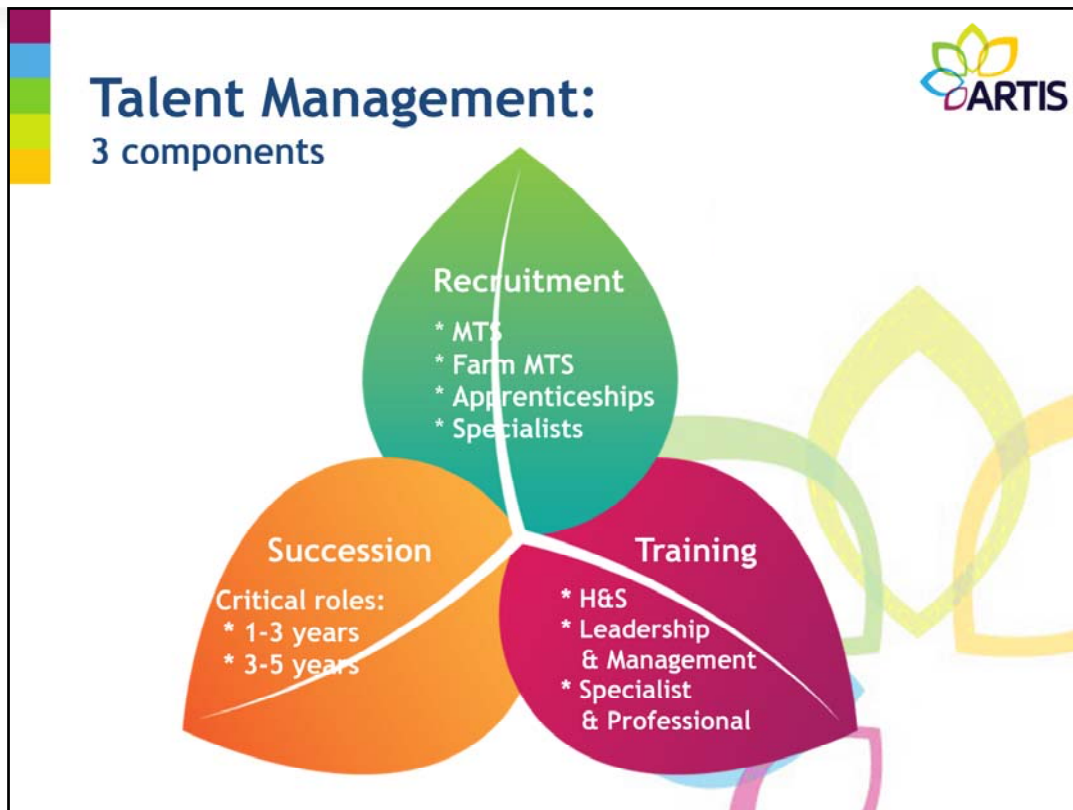 ARTIS
Talent Management:
3 components
Recruitment
* MTS
* Farm MTS
* Apprenticeships
* Specialists
Succession
Critical roles:
* 1-3 years
* 3-5 years
Training
* H&S
* Leadership
& Management
* Specialist
& Professional